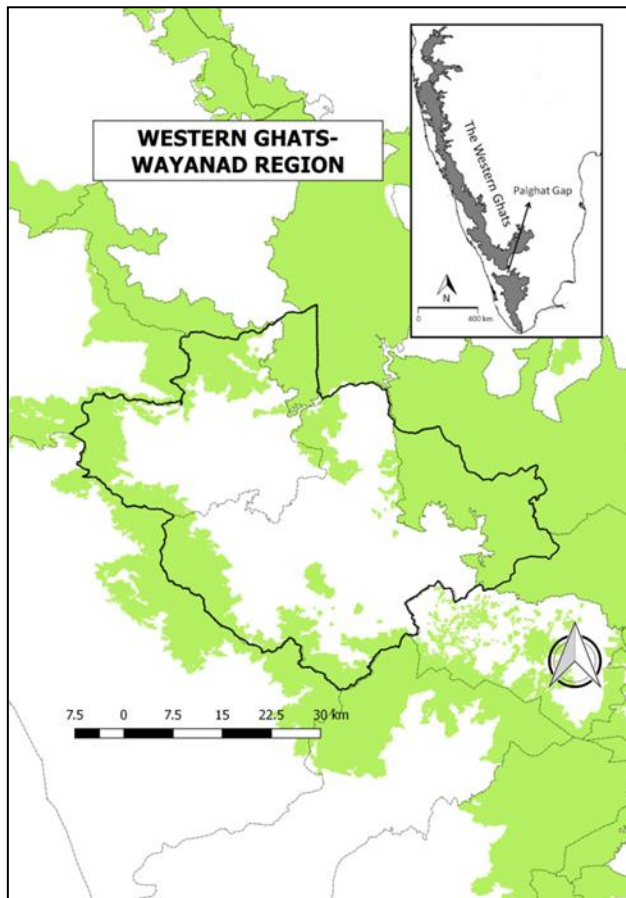 WESTERN GHATS-
WAYANAD REGION
The Western Ghats
Palghat Gap
N
0 400 km
7.5 0 7.5 15 22.5 30 km